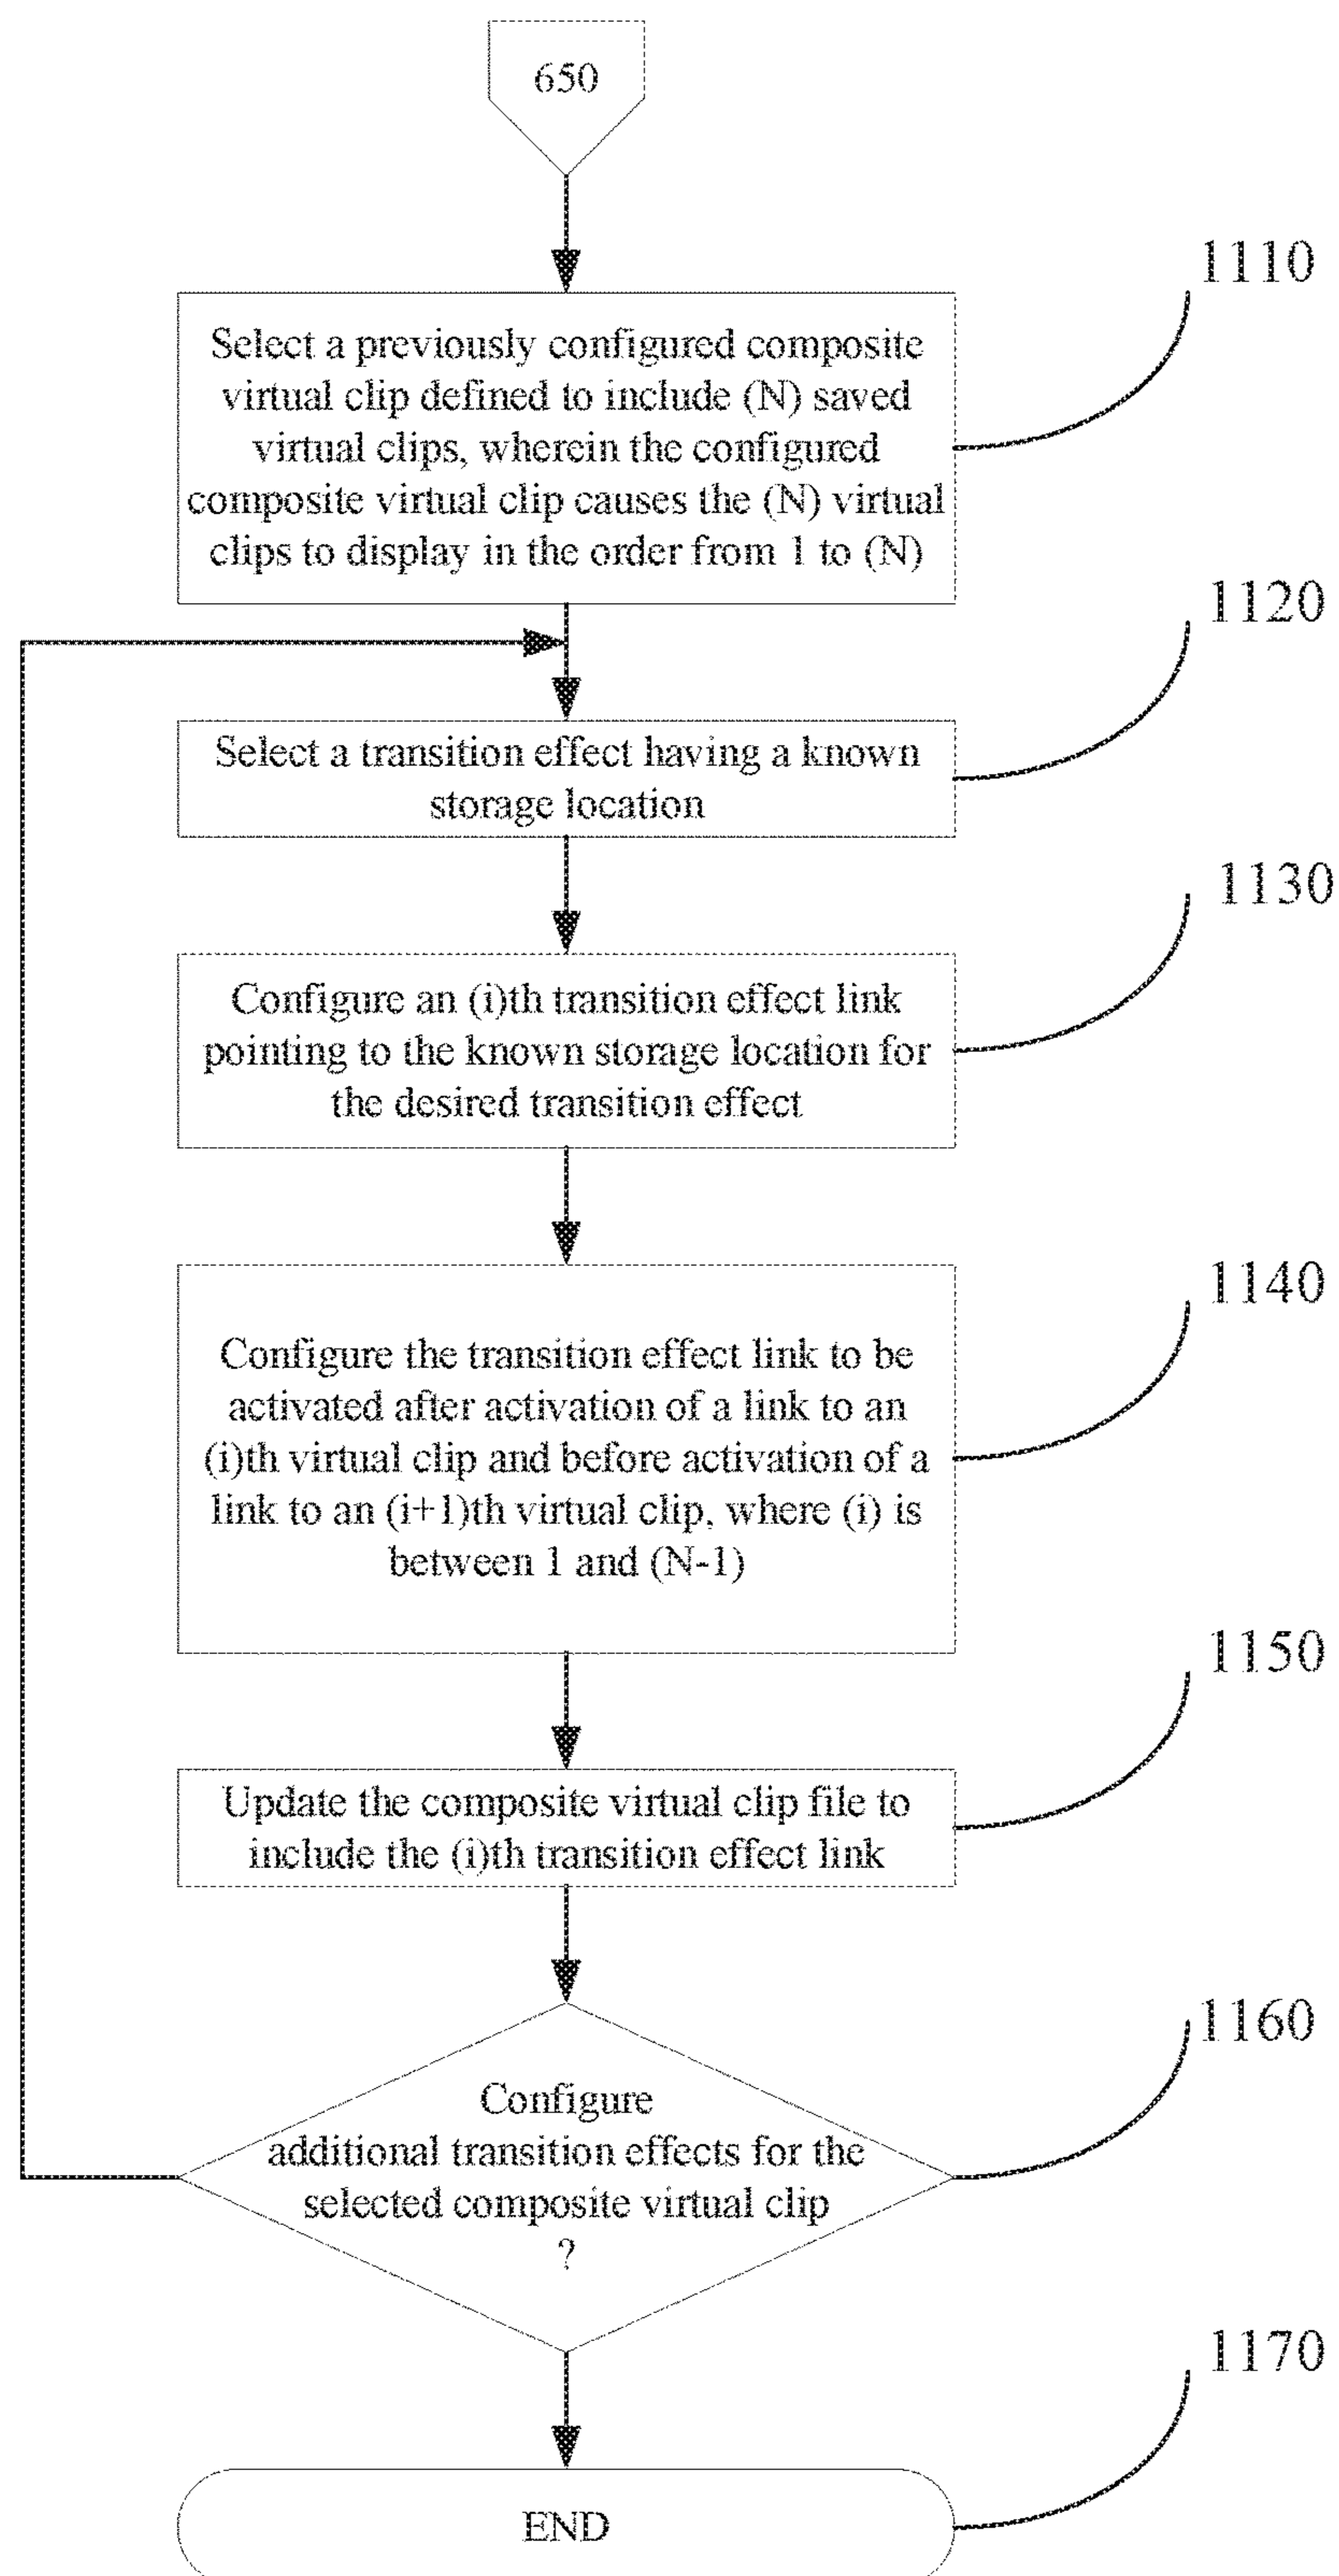 650
1110
Select a previously configured composite
virtual clip defined to include (N) saved
virtual clips, wherein the configured
composite virtual clip causes the (N) virtual
clips to display in the order from 1 to (N)
1120
Select a transition effect having a known
storage location
1130
Configure an (i)th transition effect link
pointing to the known storage location for
the desired transition effect
1140
Configure the transition effect link to be
activated after activation of a link to an
(i)th virtual clip and before activation of a
link to an (i+1)th virtual clip, where (i) is
between 1 and (N-1)
1150
Update the composite virtual clip file to
include the (i)th transition effect link
1160
Configure
additional transition effects for the
selected composite virtual clip
?
1170
END